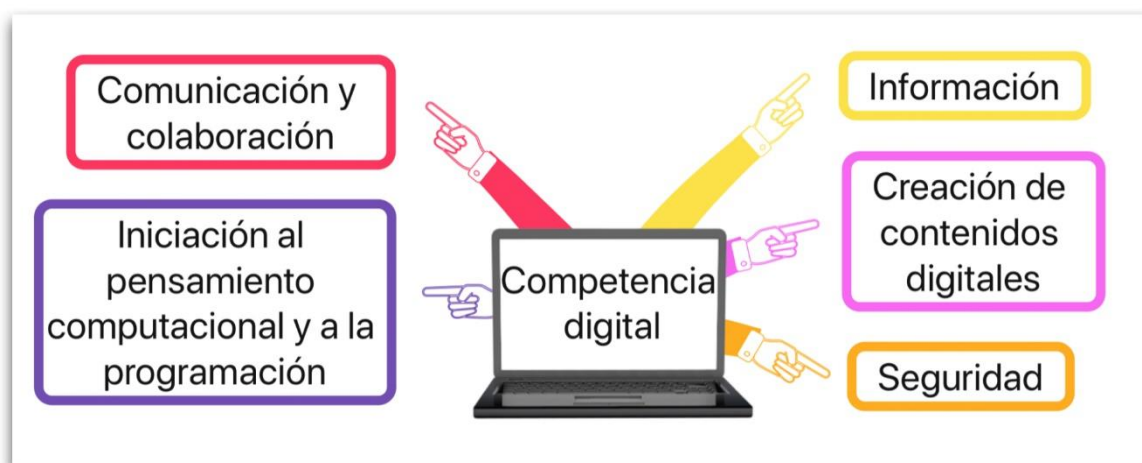 Comunicación y
colaboración
Iniciación al
pensamiento
computacional y a la
programación
Competencia
digital
Información
Creación de
contenidos
digitales
Seguridad